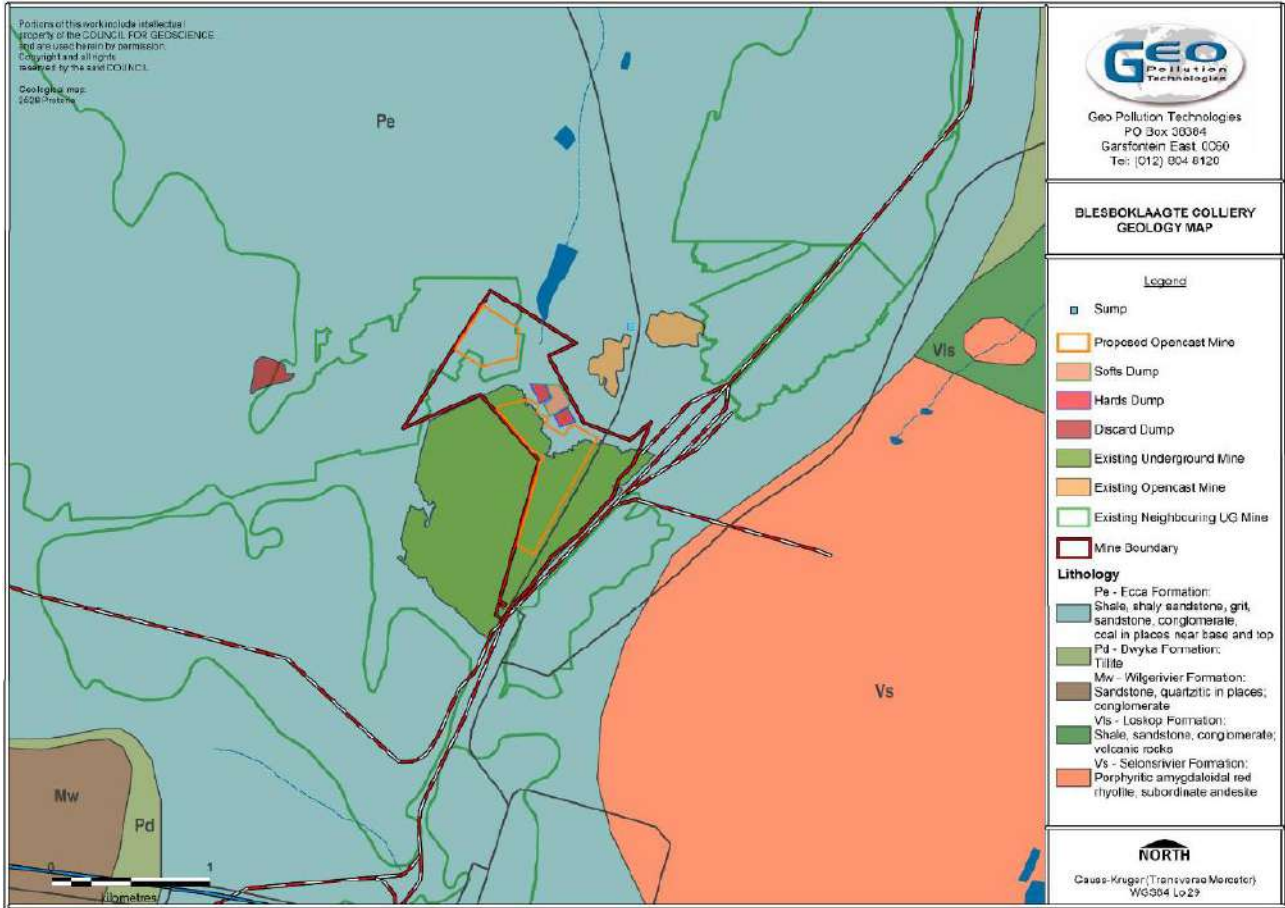 Portions of this work include intellectual
property of the COUNCIL FOR GEOSCIENCE
and are used herein by permission.
Copyright and all rights
reserved by the said COUNCIL.
Geological map:
2528 Pretoria
Pe
Vls
Vs
Mw
Pd
0 1
kilometres
GEO
Pollution
Technologies
Geo Pollution Technologies
PO Box 38384
Garsfontein East, 0060
Tel: (012) 804 8120
BLESBOKLAAGTE COLLIERY
GEOLOGY MAP
Legend
Sump
Proposed Opencast Mine
Softs Dump
Hards Dump
Discard Dump
Existing Underground Mine
Existing Opencast Mine
Existing Neighbouring UG Mine
Mine Boundary
Lithology
Pe - Ecca Formation:
Shale, shaly sandstone, grit,
sandstone, conglomerate,
coal in places near base and top
Pd - Dwyka Formation:
Tillite
Mw - Wilgerivier Formation:
Sandstone, quartzitic in places;
conglomerate
Vls - Loskop Formation:
Shale, sandstone, conglomerate;
volcanic rocks
Vs - Selonsrivier Formation:
Porphyritic amygdaloidal red
rhyolite, subordinate andesite
NORTH
Gauss-Kruger (Transverse Mercator)
WGS84 Lo 29